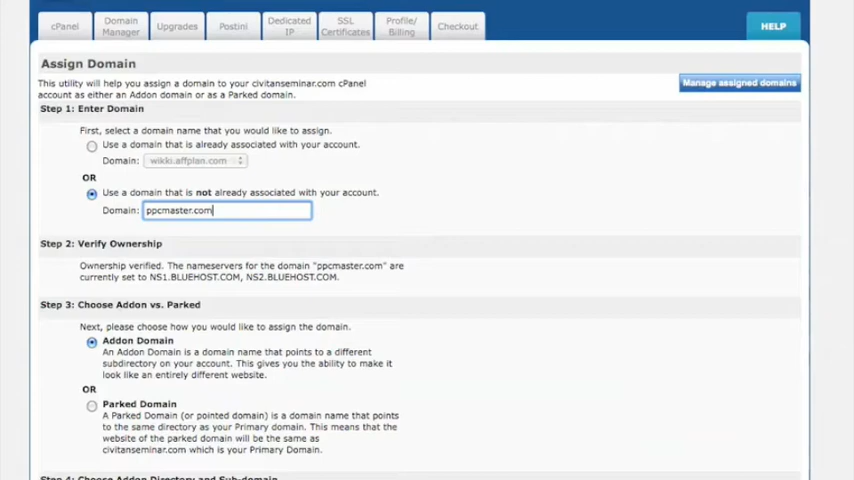 cPanel
Domain
Manager
Upgrades
Postini
Dedicated
IP
SSL
Certificates
Profile/
Billing
Checkout
HELP
Assign Domain
This utility will help you assign a domain to your civitanseminar.com cPanel
account as either an Addon domain or as a Parked domain.
Manage assigned domains
Step 1: Enter Domain
First, select a domain name that you would like to assign.
Use a domain that is already associated with your account.
Domain: wikki.affplan.com
OR
Use a domain that is not already associated with your account.
Domain: ppcmaster.com
Step 2: Verify Ownership
Ownership verified. The nameservers for the domain "ppcmaster.com" are
currently set to NS1.BLUEHOST.COM, NS2.BLUEHOST.COM.
Step 3: Choose Addon vs. Parked
Next, please choose how you would like to assign the domain.
Addon Domain
An Addon Domain is a domain name that points to a different
subdirectory on your account. This gives you the ability to make it
look like an entirely different website.
OR
Parked Domain
A Parked Domain (or pointed domain) is a domain name that points
to the same directory as your Primary domain. This means that the
website of the parked domain will be the same as
civitanseminar.com which is your Primary Domain.
Step 4: Choose Addon Directory and Sub-domain